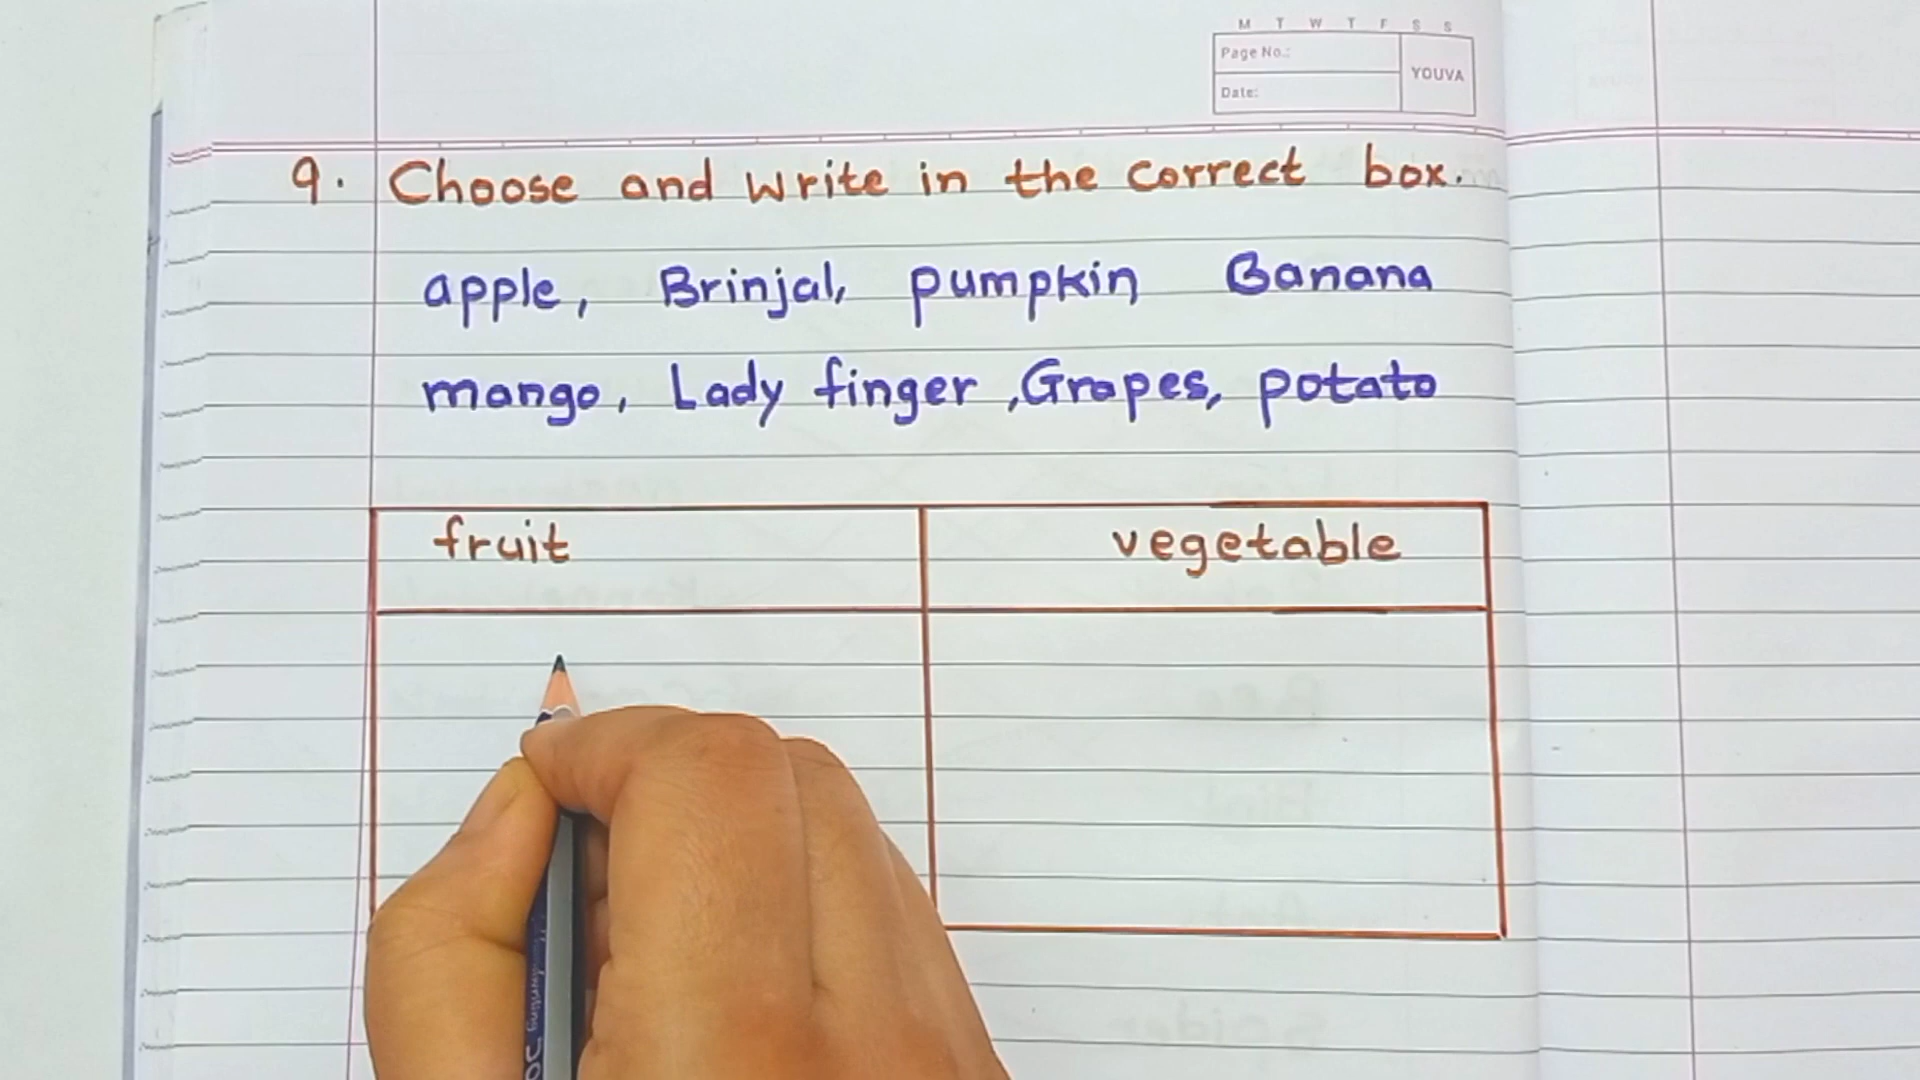 M T W T F S S
Page No.:
YOUVA
Date:
9. Choose and write in the correct box.
apple, Brinjal, pumpkin Banana
mango, Lady finger ,Grapes, potato
fruit vegetable